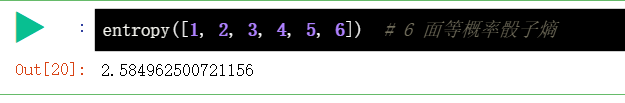 : entropy([1, 2, 3, 4, 5, 6])  # 6 面等概率骰子熵
Out[20]: 2.584962500721156